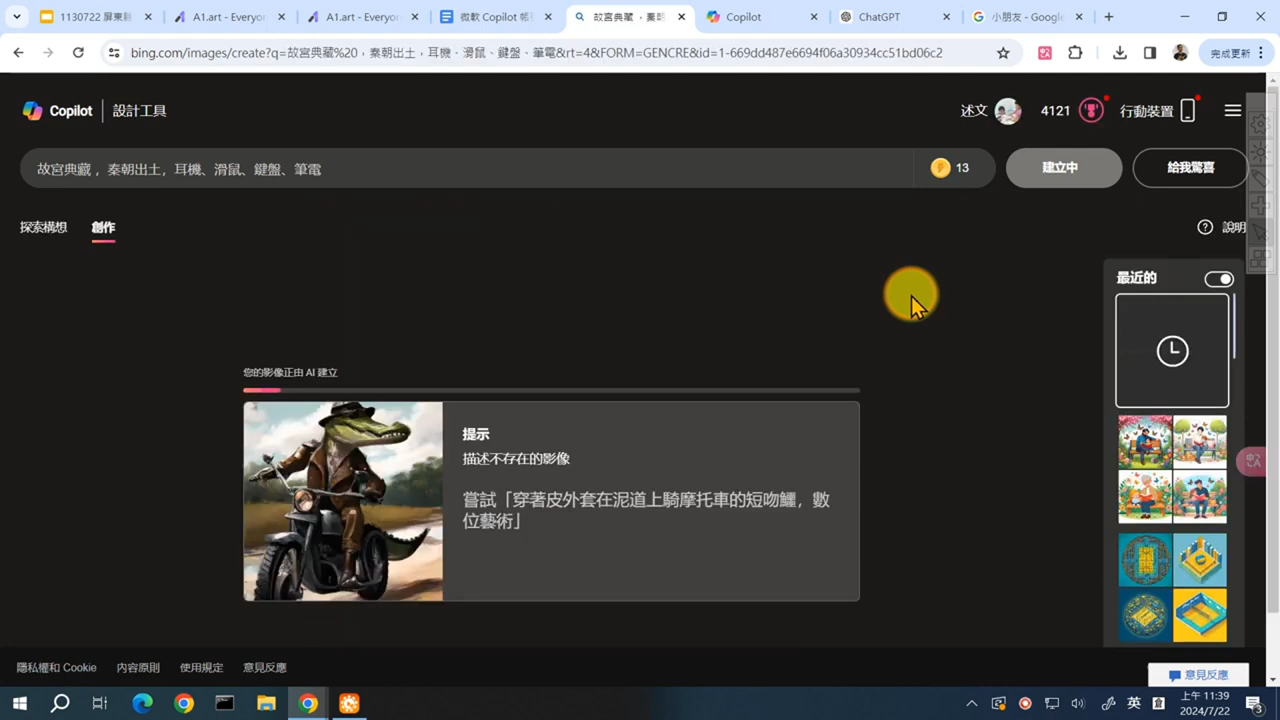 1130722 屏東縣
A1.art - Everyon
A1.art - Everyon
微軟 Copilot 帳
故宮典藏 , 秦朝
Copilot
ChatGPT
小朋友 - Google
bing.com/images/create?q=故宮典藏%20，秦朝出土，耳機、滑鼠、鍵盤、筆電&rt=4&FORM=GENCRE&id=1-669dd487e6694f06a30934cc51bd06c2
完成更新
Copilot 設計工具
述文 4121 行動裝置
故宮典藏 ，秦朝出土，耳機、滑鼠、鍵盤、筆電
13 建立中 給我驚喜
探索構想 創作
說明
最近的
您的影像正由 AI 建立
提示
描述不存在的影像
嘗試「穿著皮外套在泥道上騎摩托車的短吻鱷，數
位藝術」
隱私權和 Cookie 內容原則 使用規定 意見反應
意見反應
英
上午 11:39
2024/7/22
3